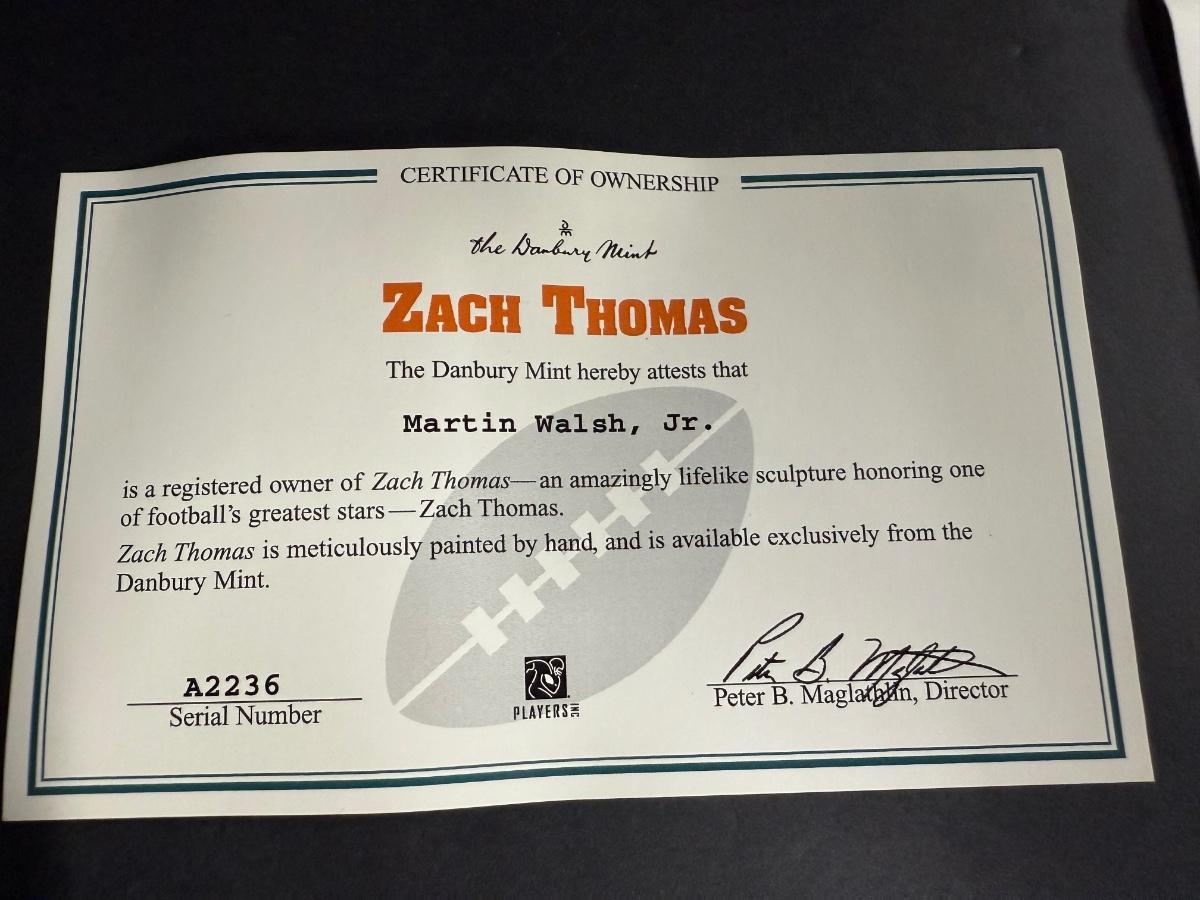 CERTIFICATE OF OWNERSHIP
DM
the Danbury Mint
ZACH THOMAS
The Danbury Mint hereby attests that
Martin Walsh, Jr.
is a registered owner of Zach Thomas—an amazingly lifelike sculpture honoring one
of football's greatest stars—Zach Thomas.
Zach Thomas is meticulously painted by hand, and is available exclusively from the
Danbury Mint.
A2236
Serial Number
PLAYERS INC
Peter B. Maglathlin
Peter B. Maglathlin, Director